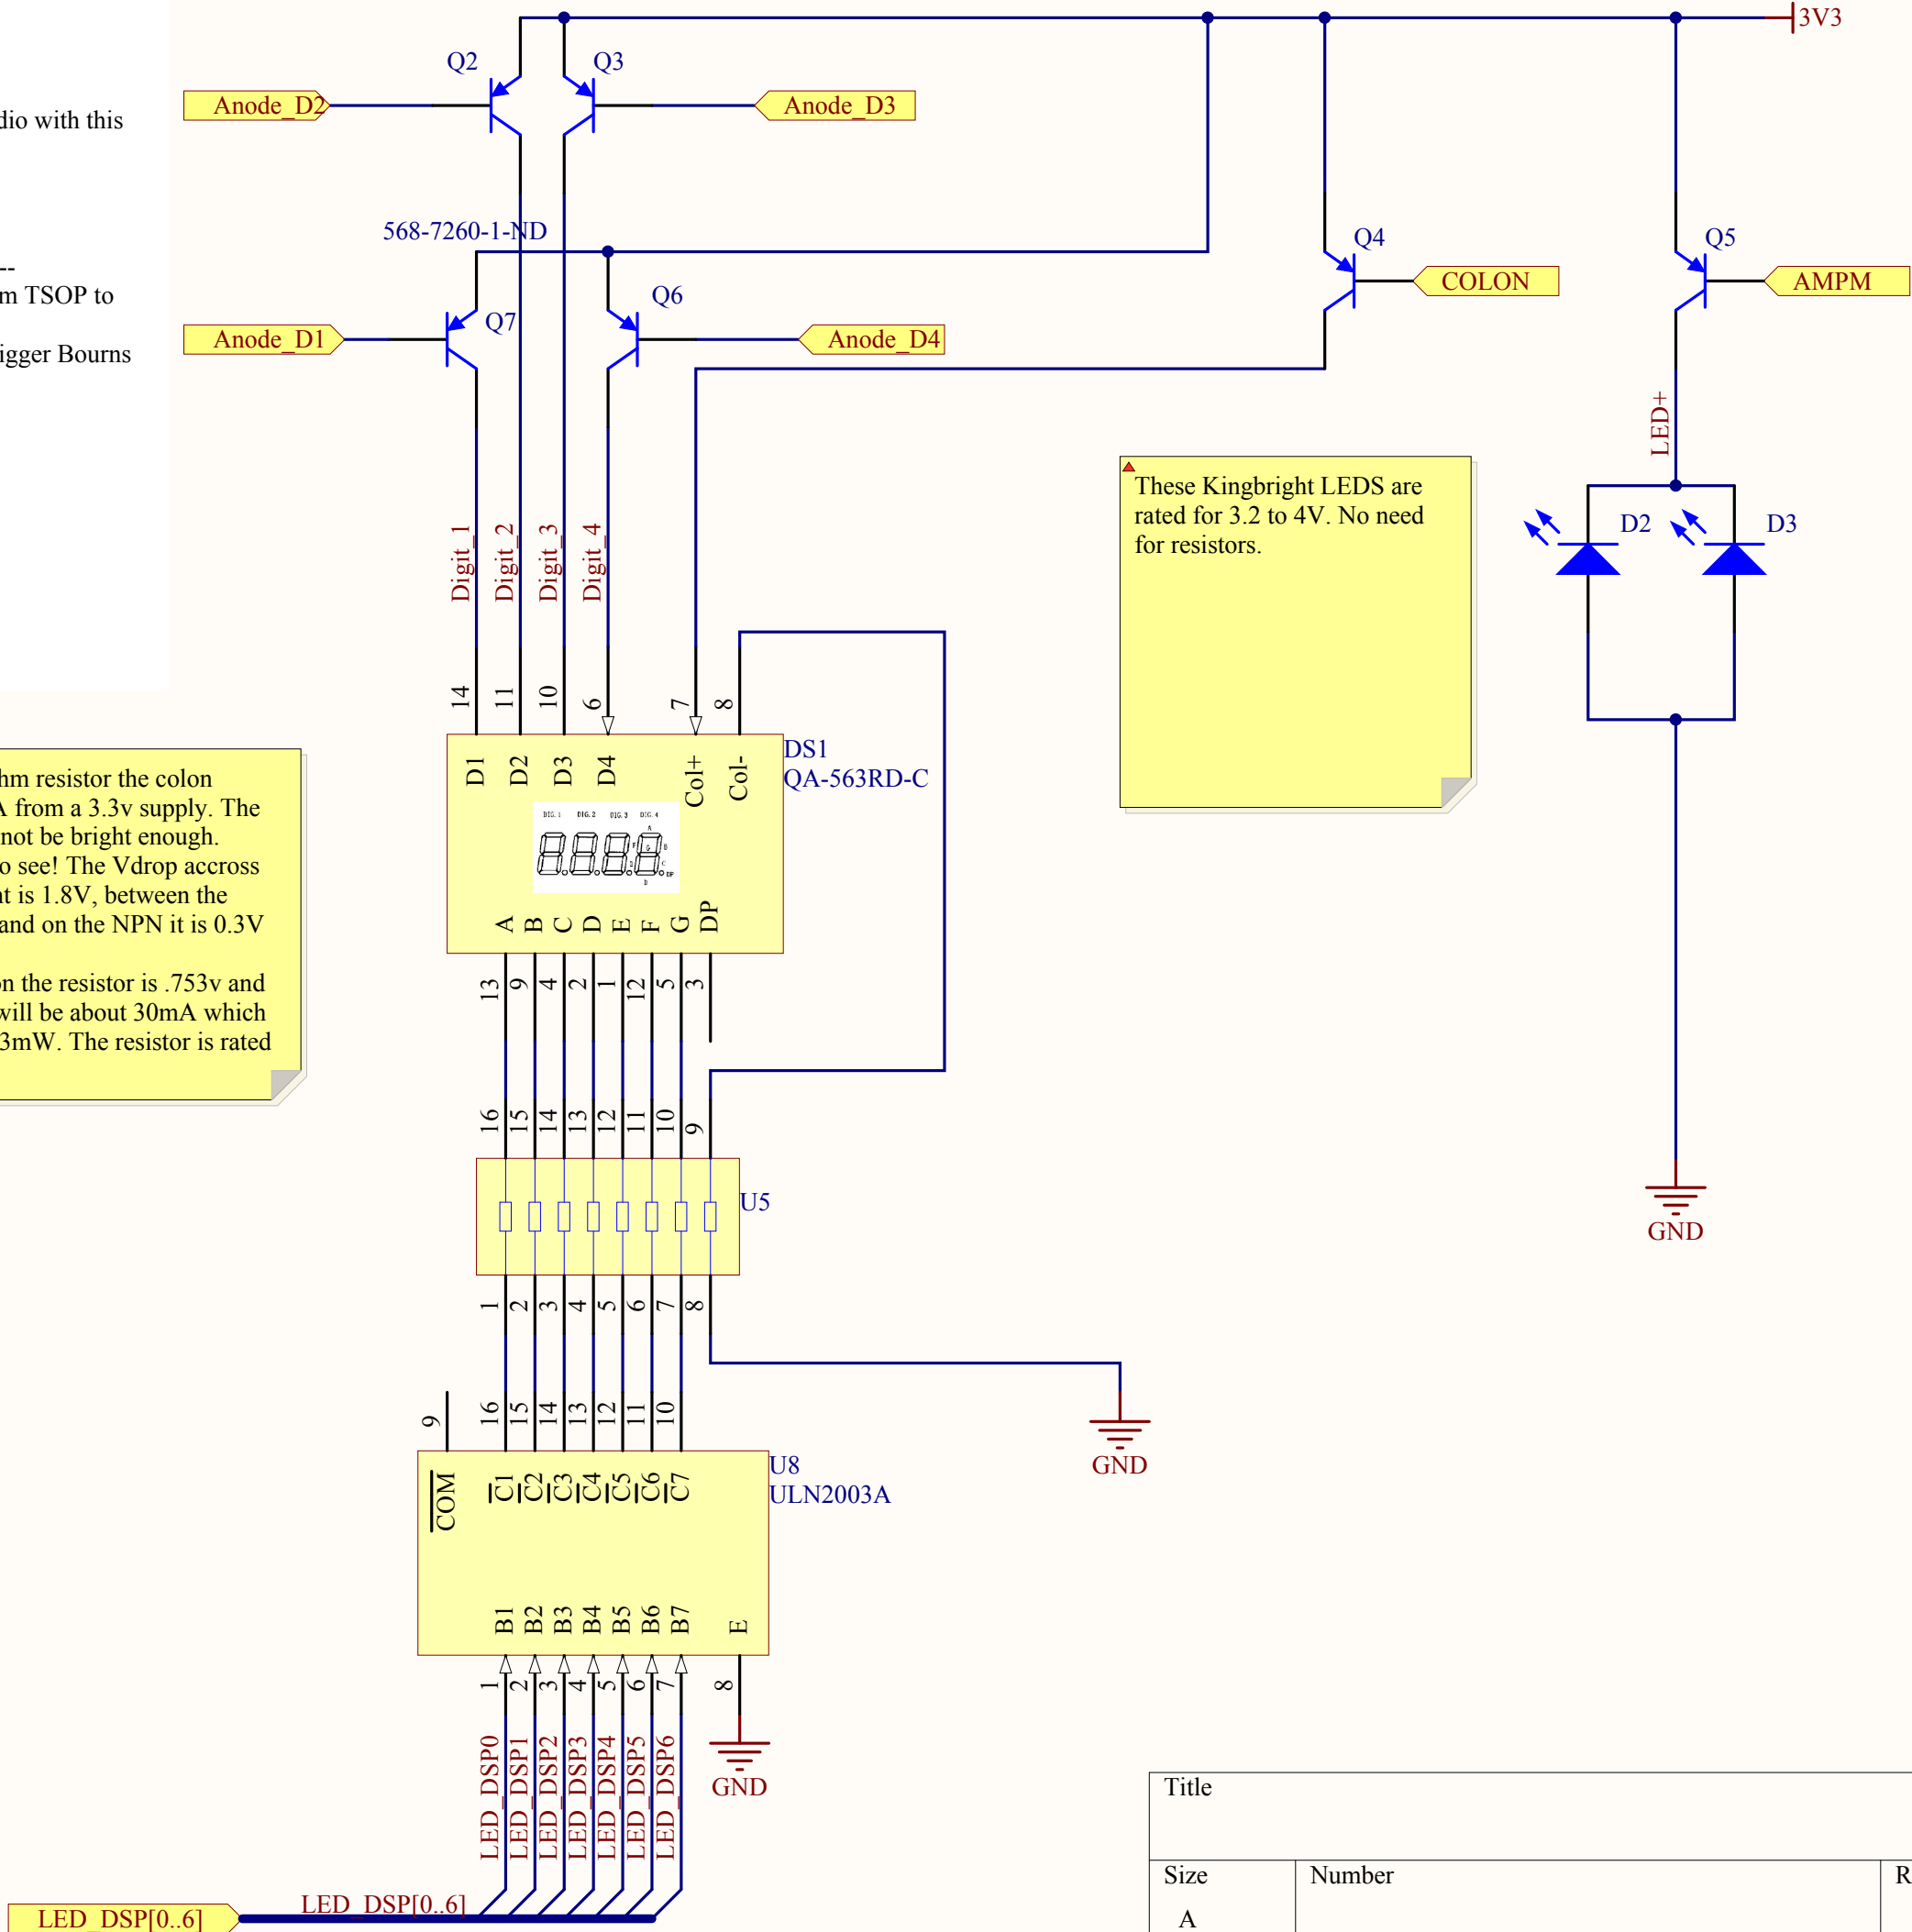 3V3
Q2
Q3
Anode_D2
Anode_D3
dio with this
568-7260-1-ND
Q4
Q5
COLON
AMPM
--
m TSOP to
Q6
Q7
Anode_D1
Anode_D4
igger Bourns
LED+
These Kingbright LEDS are
rated for 3.2 to 4V. No need
for resistors.
D2
D3
Digit_1
Digit_2
Digit_3
Digit_4
14
11
10
6
7
8
DS1
QA-563RD-C
D1
D2
D3
D4
Col+
Col-
DIG. 1 DIG. 2 DIG. 3 DIG. 4
A
B
C
D
E
F
G
DP
hm resistor the colon
A from a 3.3v supply. The
not be bright enough.
o see! The Vdrop accross
nt is 1.8V, between the
and on the NPN it is 0.3V
on the resistor is .753v and
will be about 30mA which
3mW. The resistor is rated
13
9
4
2
1
12
5
3
16
15
14
13
12
11
10
9
U5
GND
1
2
3
4
5
6
7
8
9
16
15
14
13
12
11
10
GND
U8
ULN2003A
COM
C1
C2
C3
C4
C5
C6
C7
B1
B2
B3
B4
B5
B6
B7
E
1
2
3
4
5
6
7
8
GND
LED_DSP0
LED_DSP1
LED_DSP2
LED_DSP3
LED_DSP4
LED_DSP5
LED_DSP6
LED_DSP[0..6]
LED_DSP[0..6]
Title
Size
Number
R
A